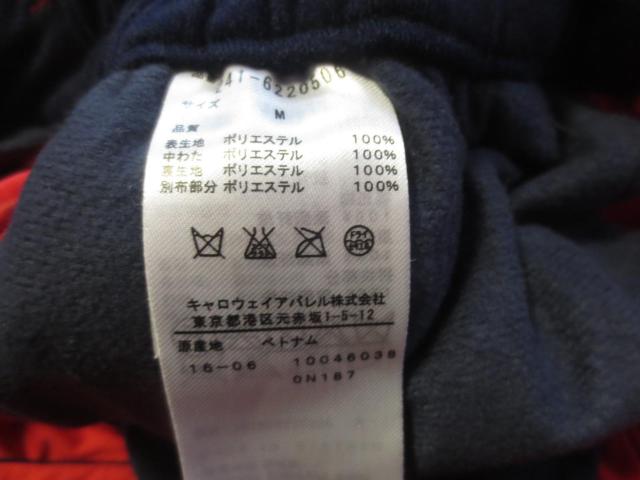 241-6220506
サイズ
M
品質
表生地 ポリエステル 100%
中わた ポリエステル 100%
裏生地 ポリエステル 100%
別布部分 ポリエステル 100%
ドライ
キャロウェイアパレル株式会社
東京都港区元赤坂1-5-12
原産地 ベトナム
16-06 10046038
0N187